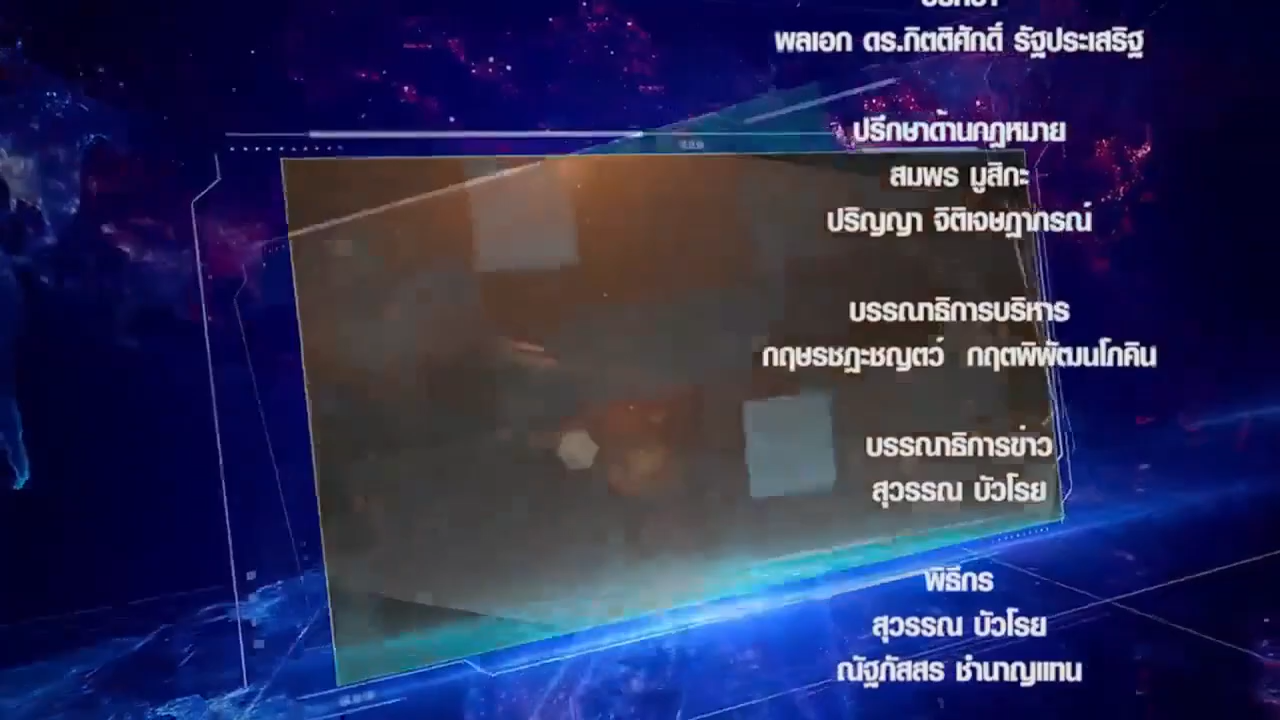 พลเอก ดร.กิตติศักดิ์ รัฐประเสริฐ
ปรึกษาด้านกฎหมาย
สมพร มูสิกะ
ปริญญา จิติเจษฎาภรณ์
บรรณาธิการบริหาร
กฤษรชฎะชญตว์ กฤตพิพัฒนโภคิน
บรรณาธิการข่าว
สุวรรณ บัวโรย
พิธีกร
สุวรรณ บัวโรย
ณัฐภัสสร ชำนาญแทน